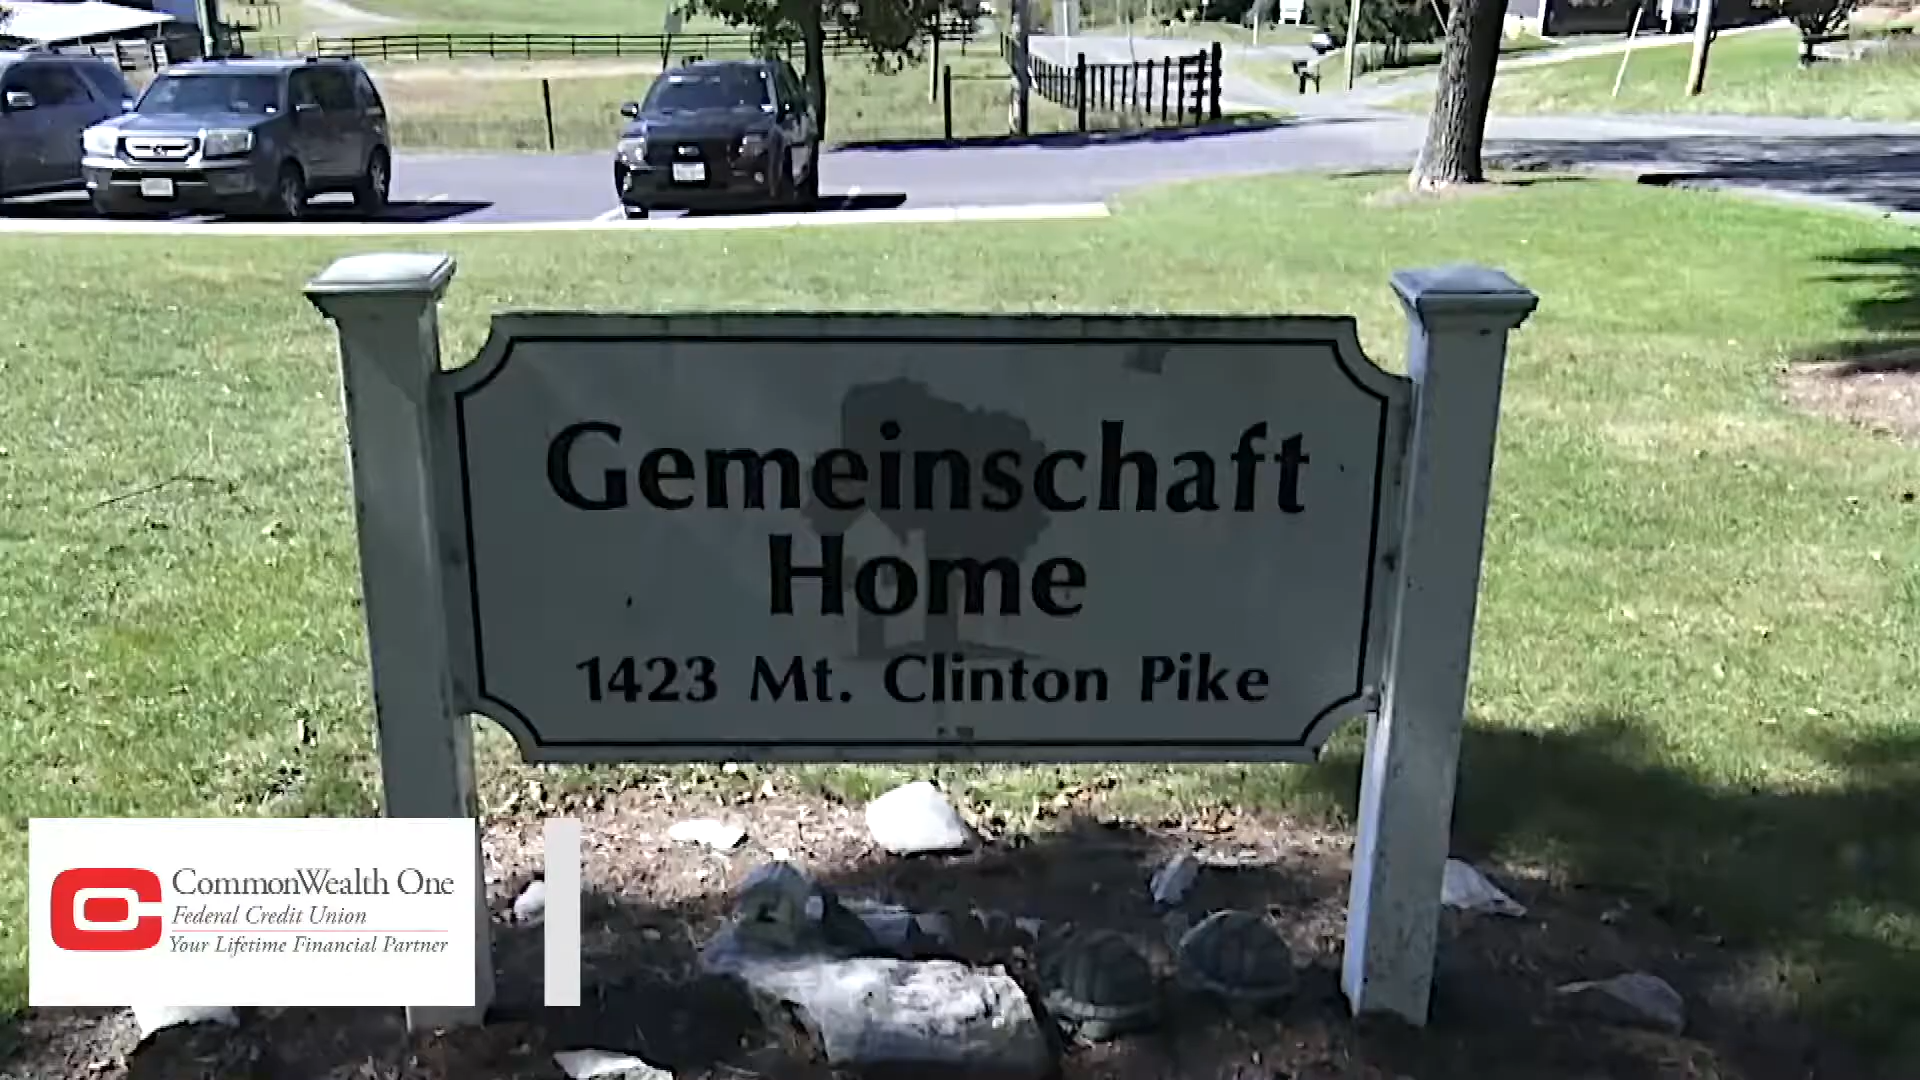 Gemeinschaft
Home
1423 Mt. Clinton Pike
CommonWealth One
Federal Credit Union
Your Lifetime Financial Partner